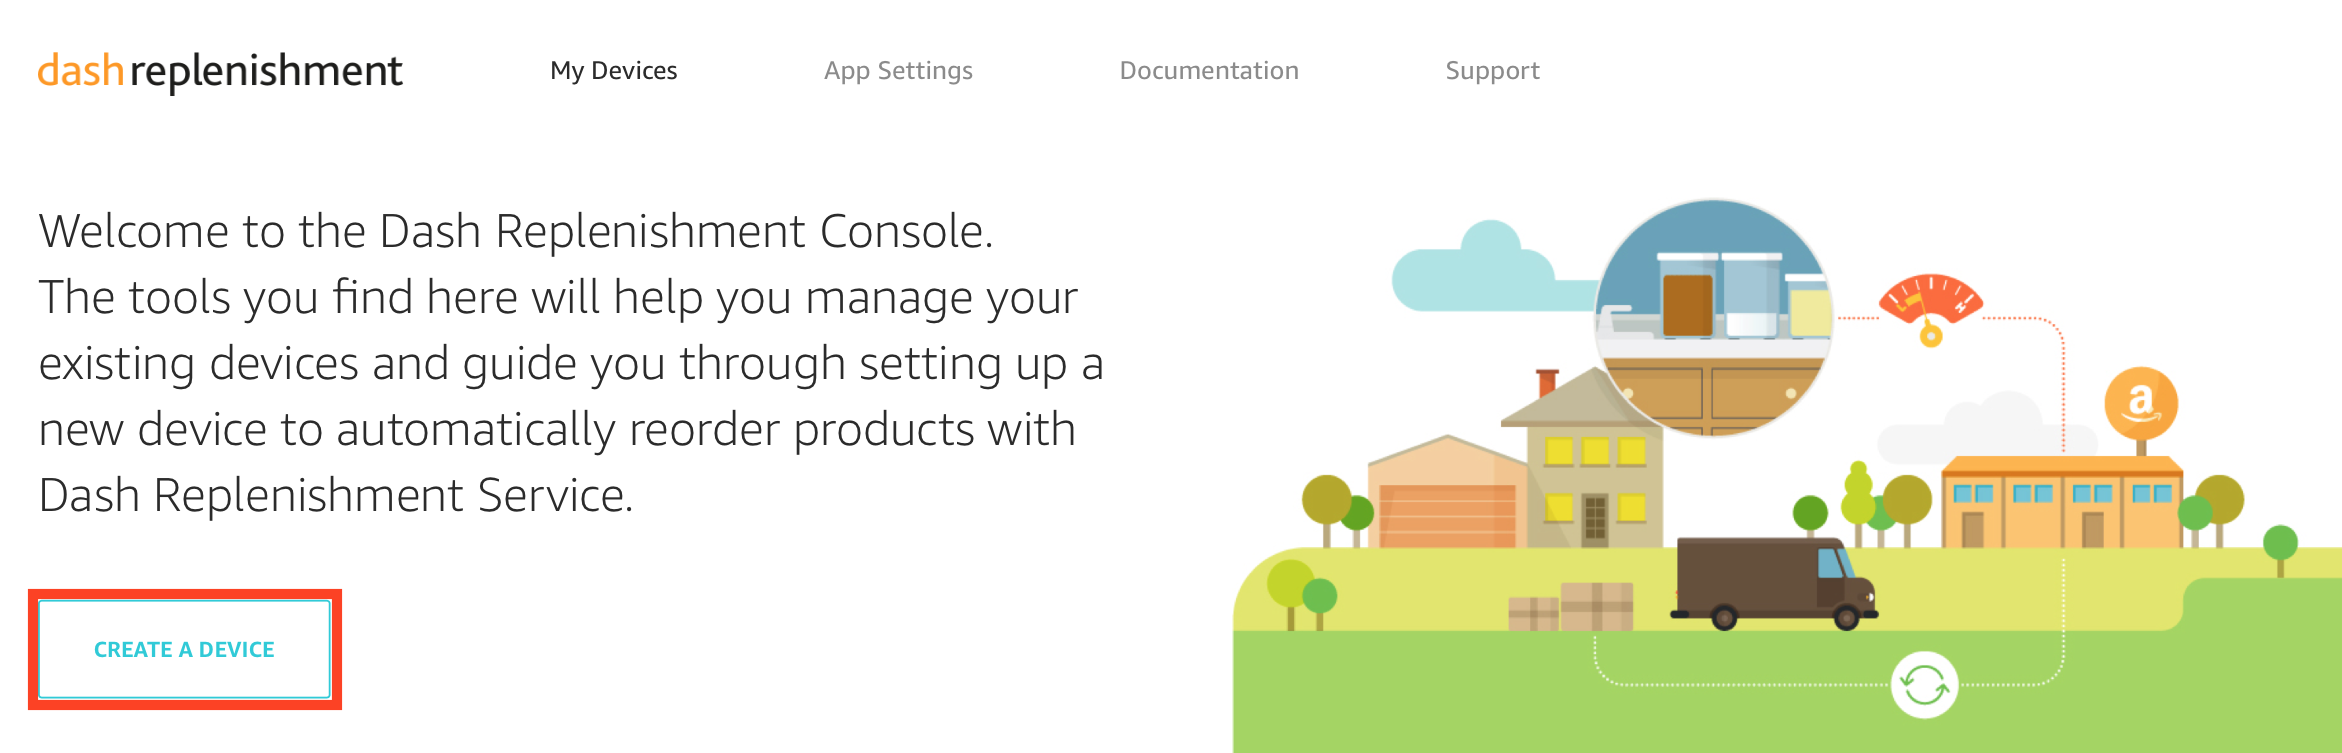 dash replenishment
My Devices
App Settings
Documentation
Support
Welcome to the Dash Replenishment Console.
The tools you find here will help you manage your
existing devices and guide you through setting up a
new device to automatically reorder products with
Dash Replenishment Service.
CREATE A DEVICE
L
H
a